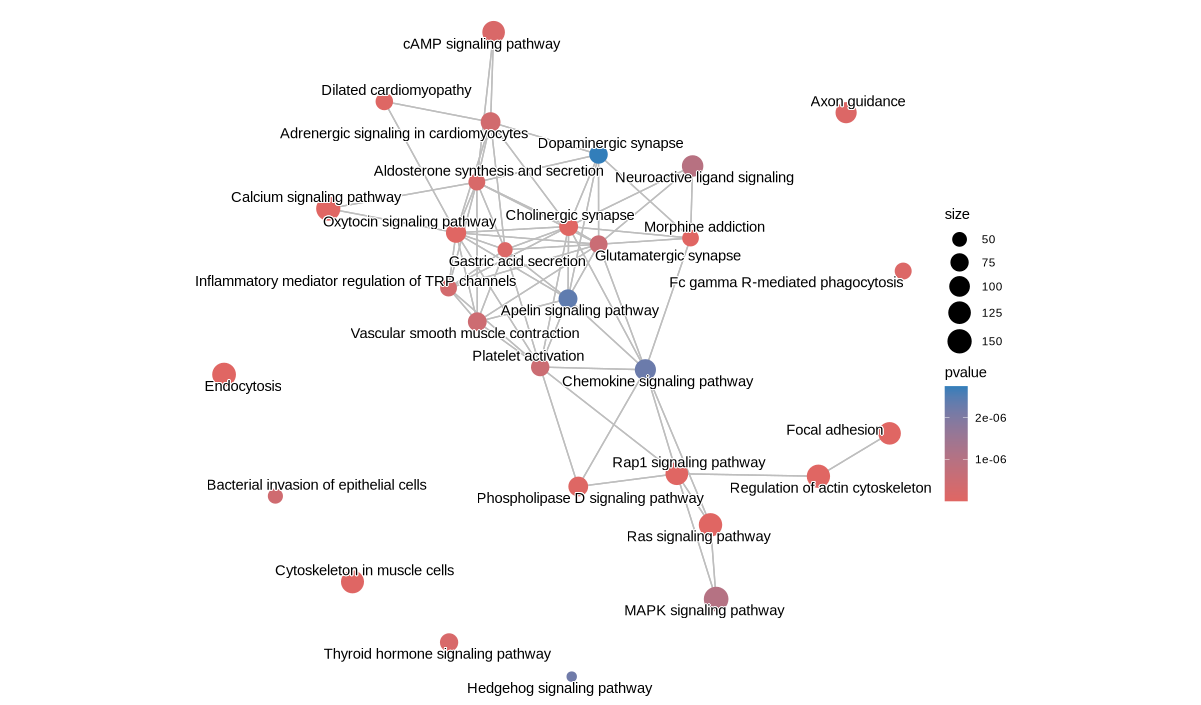 cAMP signaling pathway
Dilated cardiomyopathy
Axon guidance
Adrenergic signaling in cardiomyocytes
Dopaminergic synapse
Aldosterone synthesis and secretion
Neuroactive ligand signaling
Calcium signaling pathway
Oxytocin signaling pathway
Cholinergic synapse
Morphine addiction
Glutamatergic synapse
Gastric acid secretion
Inflammatory mediator regulation of TRP channels
Fc gamma R-mediated phagocytosis
Apelin signaling pathway
Vascular smooth muscle contraction
Platelet activation
Chemokine signaling pathway
Endocytosis
Focal adhesion
Rap1 signaling pathway
Bacterial invasion of epithelial cells
Regulation of actin cytoskeleton
Phospholipase D signaling pathway
Ras signaling pathway
Cytoskeleton in muscle cells
MAPK signaling pathway
Thyroid hormone signaling pathway
Hedgehog signaling pathway
size
50
75
100
125
150
pvalue
2e-06
1e-06